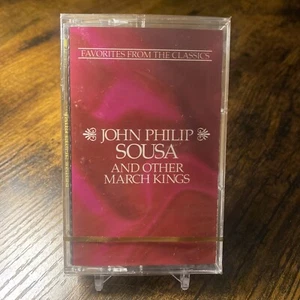 FAVORITES FROM THE CLASSICS
JOHN PHILIP
SOUSA
AND OTHER
MARCH KINGS